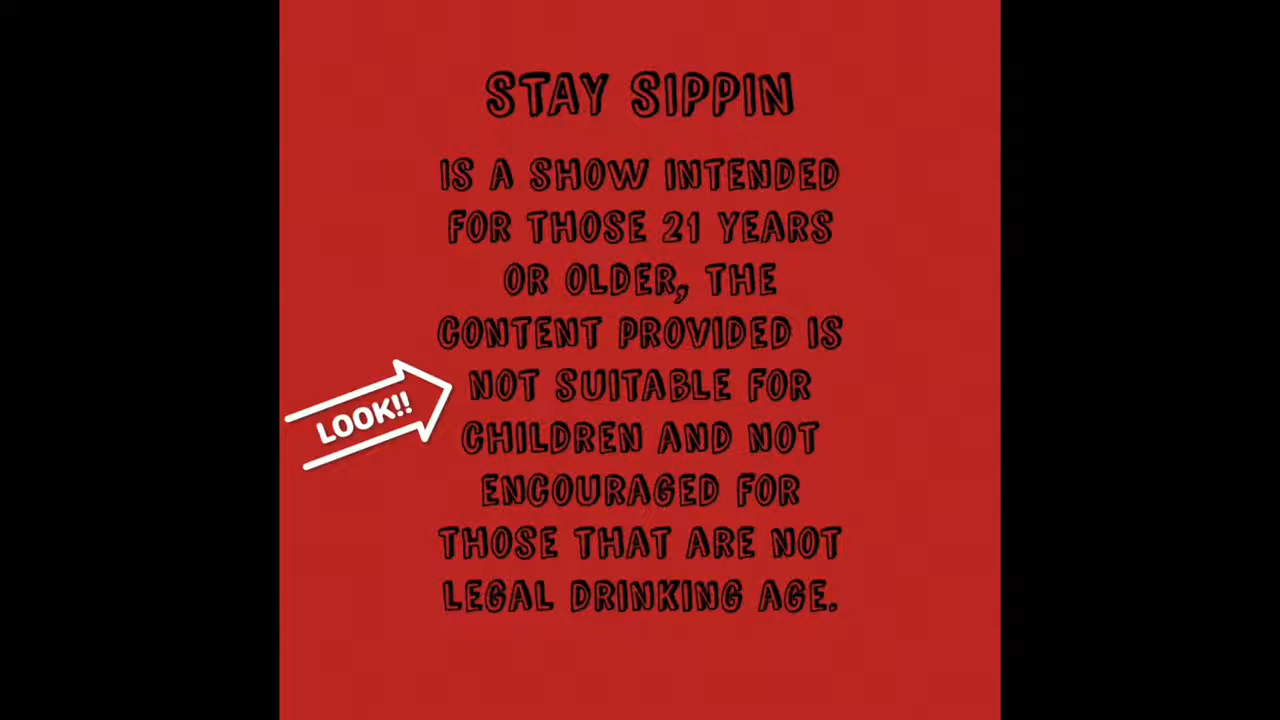 STAY SIPPIN
IS A SHOW INTENDED
FOR THOSE 21 YEARS
OR OLDER, THE
CONTENT PROVIDED IS
NOT SUITABLE FOR
CHILDREN AND NOT
ENCOURAGED FOR
THOSE THAT ARE NOT
LEGAL DRINKING AGE.
LOOK!!